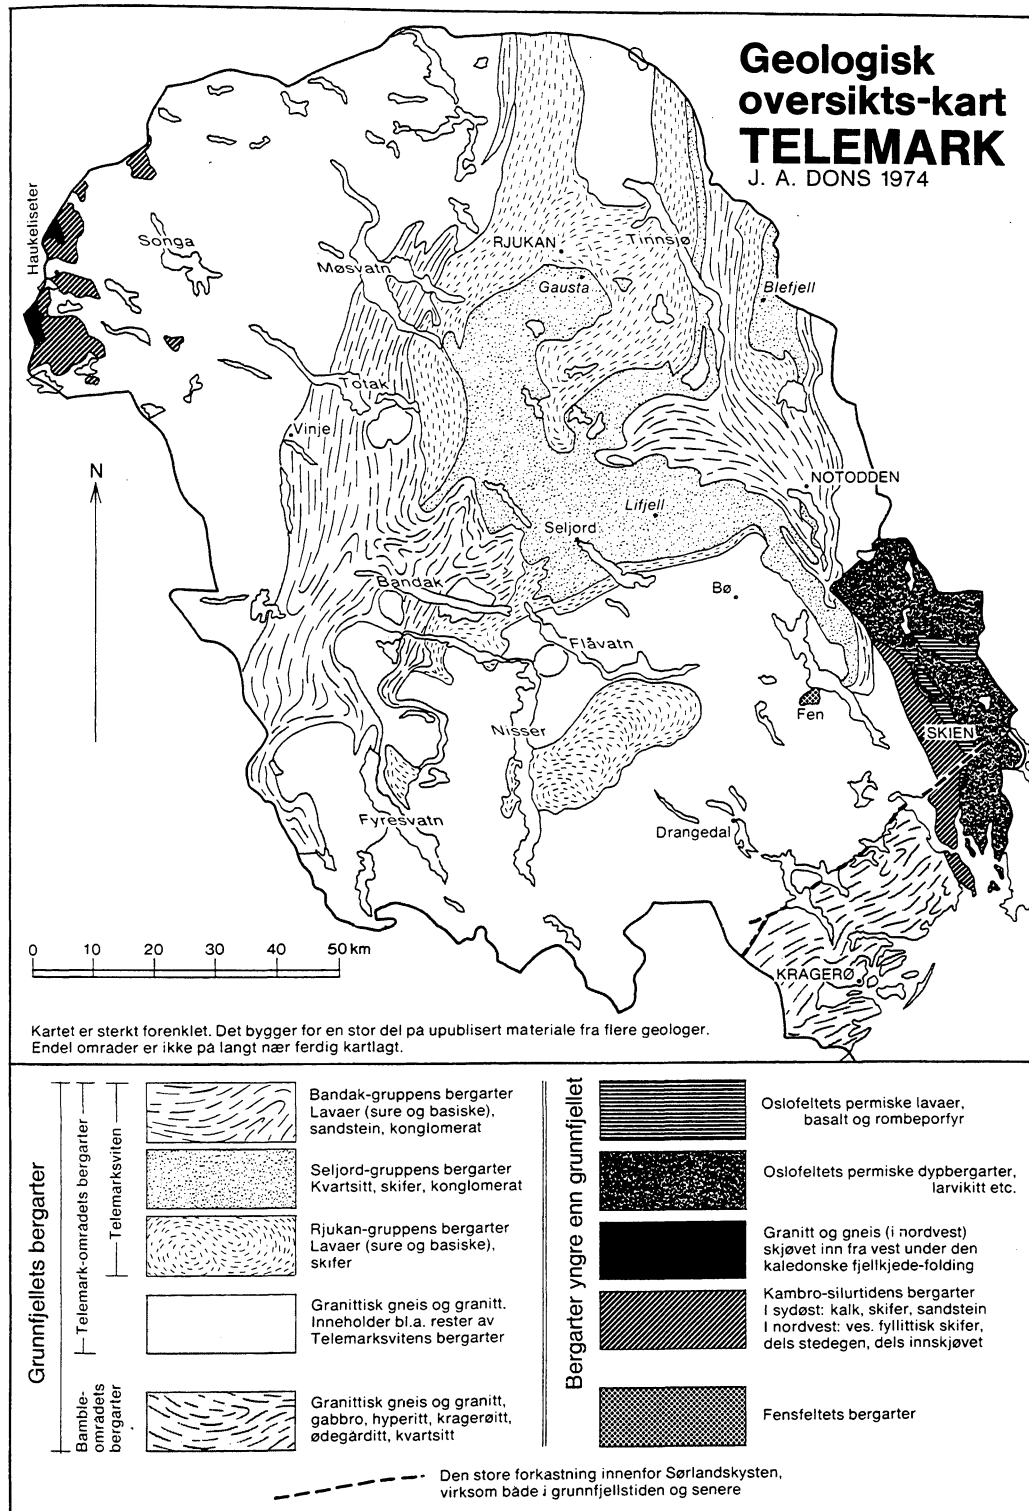 Geologisk
oversikts-kart
TELEMARK
J. A. DONS 1974
Haukeliseter
Songa
Møsvatn
RJUKAN
Gausta
Tinnsjø
Blefjell
Totak
Vinje
N
NOTODDEN
Lifjell
Seljord
Bandak
Bø
Flåvatn
Fen
Nisser
SKIEN
Fyresvatn
Drangedal
KRAGERØ
0 10 20 30 40 50 km
Kartet er sterkt forenklet. Det bygger for en stor del på upublisert materiale fra flere geologer.
Endel områder er ikke på langt nær ferdig kartlagt.
Grunnfjellets bergarter
Telemark-områdets bergarter
Telemarksviten
Bandak-gruppens bergarter
Lavaer (sure og basiske),
sandstein, konglomerat
Seljord-gruppens bergarter
Kvartsitt, skifer, konglomerat
Rjukan-gruppens bergarter
Lavaer (sure og basiske),
skifer
Granittisk gneis og granitt.
Inneholder bl.a. rester av
Telemarksvitens bergarter
Bamble-
områdets
bergarter
Granittisk gneis og granitt,
gabbro, hyperitt, kragerøitt,
ødegårditt, kvartsitt
Bergarter yngre enn grunnfjellet
Oslofeltets permiske lavaer,
basalt og rombeporfyr
Oslofeltets permiske dypbergarter,
larvikitt etc.
Granitt og gneis (i nordvest)
skjøvet inn fra vest under den
kaledonske fjellkjede-folding
Kambro-silurtidens bergarter
I sydøst: kalk, skifer, sandstein
I nordvest: ves. fyllittisk skifer,
dels stedegen, dels innskjøvet
Fensfeltets bergarter
Den store forkastning innenfor Sørlandskysten,
virksom både i grunnfjellstiden og senere